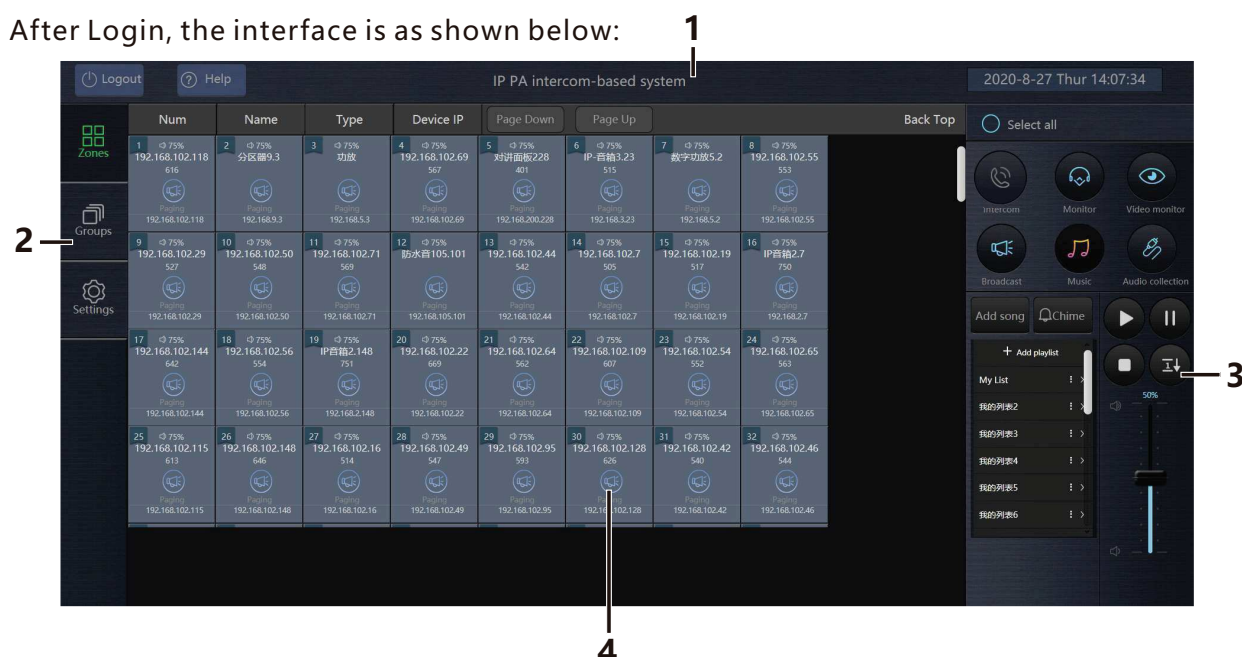 After Login, the interface is as shown below:
1
Logout
Help
IP PA intercom-based system
2020-8-27 Thur 14:07:34
Num Name Type Device IP Page Down Page Up Back Top
Select all
Zones
Groups
Settings
2
1 75% 2 75% 3 75% 4 75% 5 75% 6 75% 7 75% 8 75%
192.168.102.118 分区器9.3 功放 192.168.102.69 对讲面板228 IP-音箱3.23 数字功放5.2 192.168.102.55
616 567 401 515 553
Paging Paging Paging Paging Paging Paging Paging Paging
192.168.102.118 192.168.9.3 192.168.5.3 192.168.102.69 192.168.200.228 192.168.3.23 192.168.5.2 192.168.102.55
9 75% 10 75% 11 75% 12 75% 13 75% 14 75% 15 75% 16 75%
192.168.102.29 192.168.102.50 192.168.102.71 防水音105.101 192.168.102.44 192.168.102.7 192.168.102.19 IP音箱2.7
527 548 569 542 505 517 750
Paging Paging Paging Paging Paging Paging Paging Paging
192.168.102.29 192.168.102.50 192.168.102.71 192.168.105.101 192.168.102.44 192.168.102.7 192.168.102.19 192.168.2.7
17 75% 18 75% 19 75% 20 75% 21 75% 22 75% 23 75% 24 75%
192.168.102.144 192.168.102.56 IP音箱2.148 192.168.102.22 192.168.102.64 192.168.102.109 192.168.102.54 192.168.102.65
642 554 751 669 562 607 552 563
Paging Paging Paging Paging Paging Paging Paging Paging
192.168.102.144 192.168.102.56 192.168.2.148 192.168.102.22 192.168.102.64 192.168.102.109 192.168.102.54 192.168.102.65
25 75% 26 75% 27 75% 28 75% 29 75% 30 75% 31 75% 32 75%
192.168.102.115 192.168.102.148 192.168.102.16 192.168.102.49 192.168.102.95 192.168.102.128 192.168.102.42 192.168.102.46
613 646 514 547 593 626 540 544
Paging Paging Paging Paging Paging Paging Paging Paging
192.168.102.115 192.168.102.148 192.168.102.16 192.168.102.49 192.168.102.95 192.168.102.128 192.168.102.42 192.168.102.46
Intercom Monitor Video monitor
Broadcast Music Audio collection
Add song Chime
+ Add playlist
My List
我的列表2
我的列表3
我的列表4
我的列表5
我的列表6
1
50%
3
4